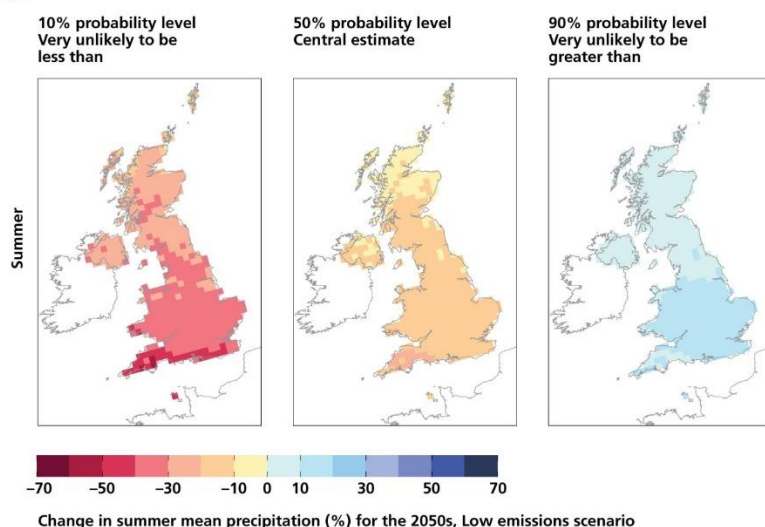 10% probability level
Very unlikely to be
less than
50% probability level
Central estimate
90% probability level
Very unlikely to be
greater than
Summer
–70 –50 –30 –10 0 10 30 50 70
Change in summer mean precipitation (%) for the 2050s, Low emissions scenario